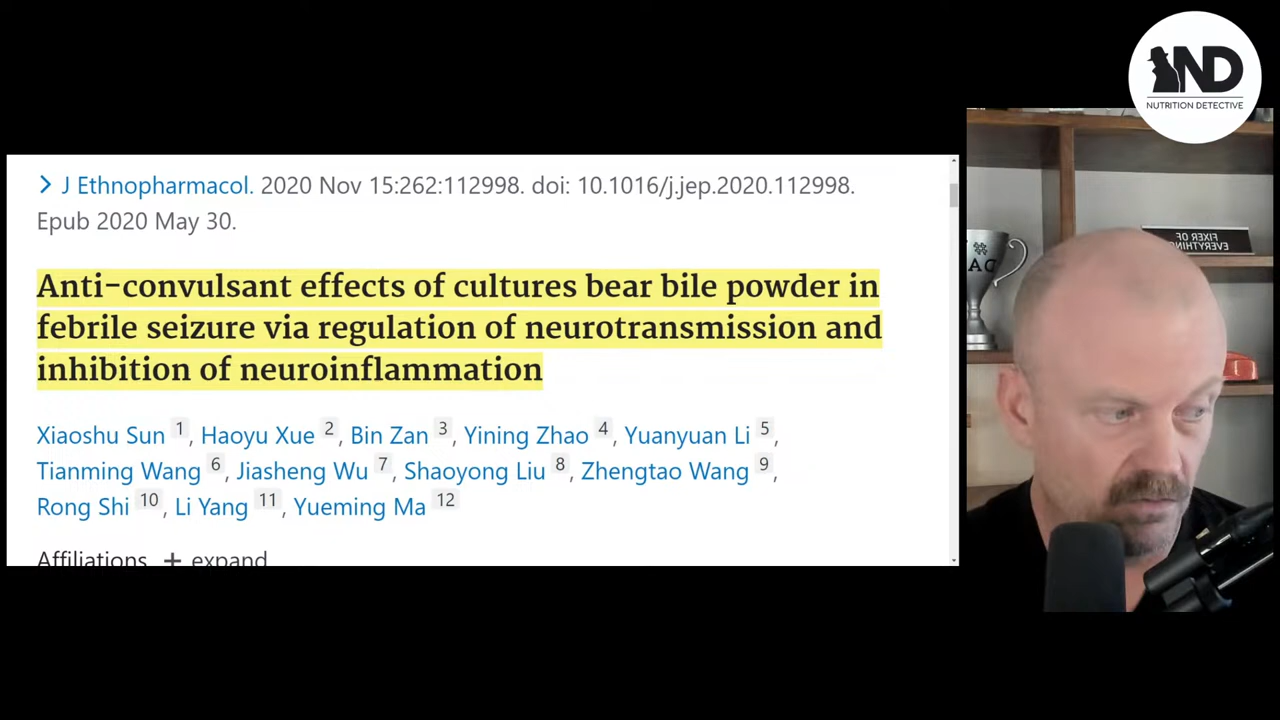 ND
NUTRITION DETECTIVE
J Ethnopharmacol. 2020 Nov 15:262:112998. doi: 10.1016/j.jep.2020.112998.
Epub 2020 May 30.
Anti-convulsant effects of cultures bear bile powder in
febrile seizure via regulation of neurotransmission and
inhibition of neuroinflammation
Xiaoshu Sun 1, Haoyu Xue 2, Bin Zan 3, Yining Zhao 4, Yuanyuan Li 5,
Tianming Wang 6, Jiasheng Wu 7, Shaoyong Liu 8, Zhengtao Wang 9,
Rong Shi 10, Li Yang 11, Yueming Ma 12
Affiliations + expand
FIXER OF
EVERYTHING